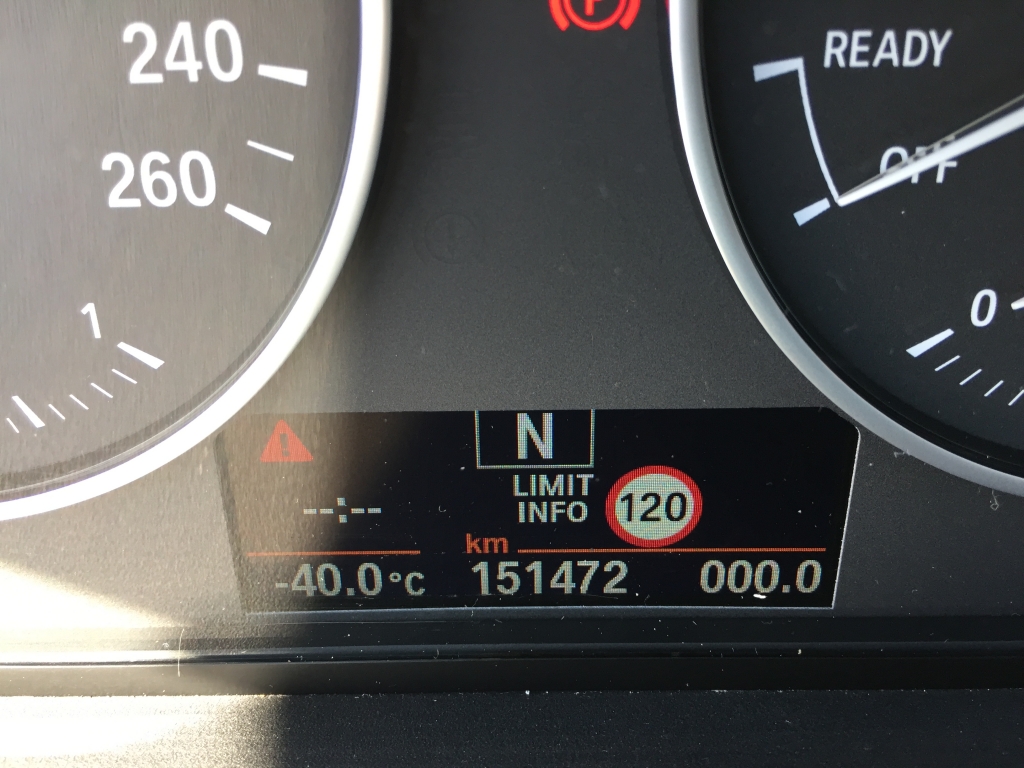 240
260
1
P
READY
OFF
0
N
LIMIT
INFO
120
--:--
km
-40.0°C
151472
000.0